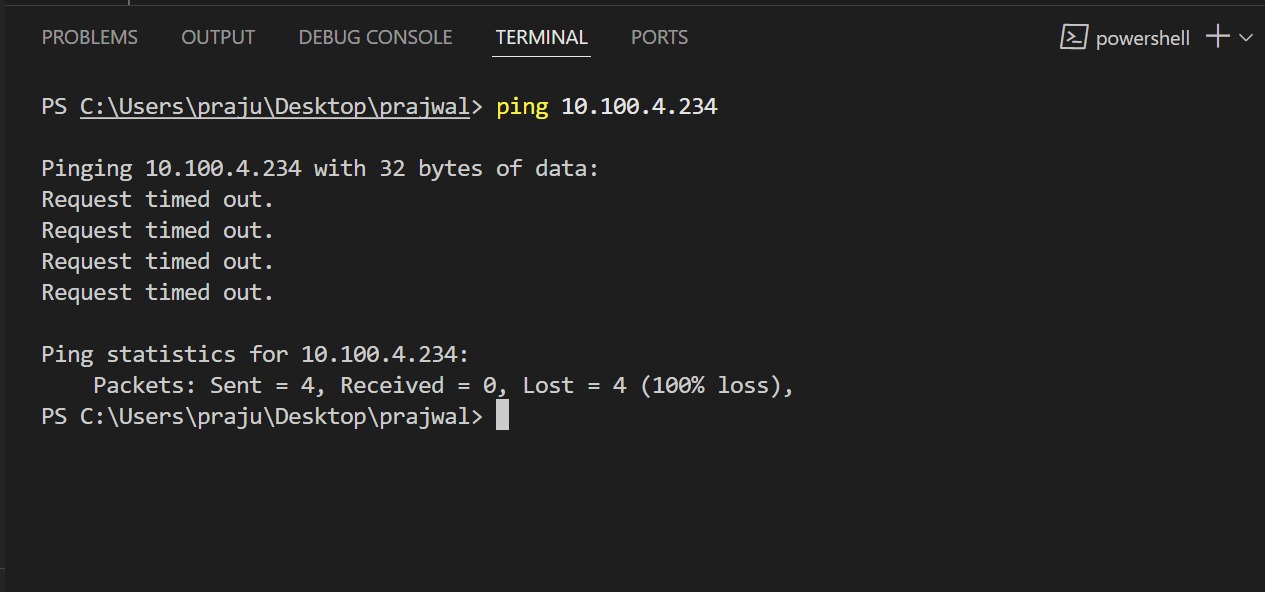 PROBLEMS OUTPUT DEBUG CONSOLE TERMINAL PORTS powershell
PS C:\Users\praju\Desktop\prajwal> ping 10.100.4.234
Pinging 10.100.4.234 with 32 bytes of data:
Request timed out.
Request timed out.
Request timed out.
Request timed out.
Ping statistics for 10.100.4.234:
    Packets: Sent = 4, Received = 0, Lost = 4 (100% loss),
PS C:\Users\praju\Desktop\prajwal>